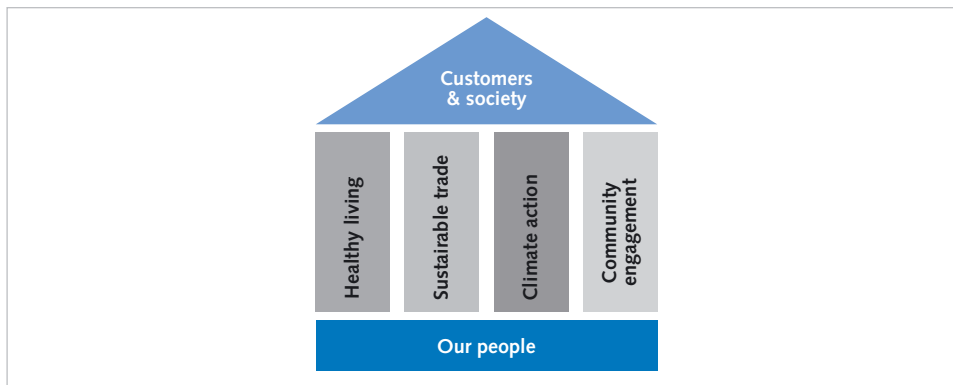 Customers
& society
Healthy living
Sustairable trade
Climate action
Community
engagement
Our people